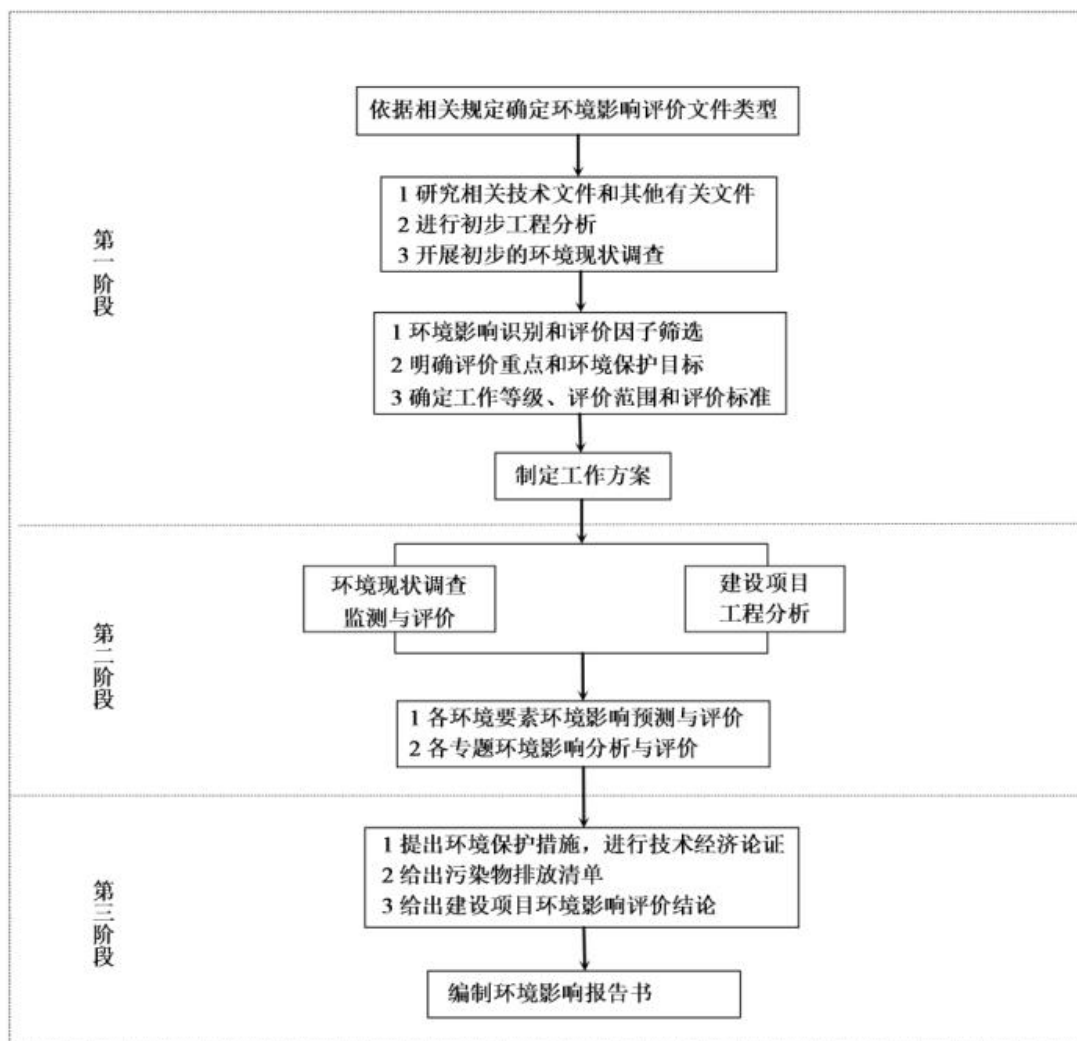 依据相关规定确定环境影响评价文件类型
1 研究相关技术文件和其他有关文件
2 进行初步工程分析
3 开展初步的环境现状调查
第一阶段
1 环境影响识别和评价因子筛选
2 明确评价重点和环境保护目标
3 确定工作等级、评价范围和评价标准
制定工作方案
环境现状调查
监测与评价
建设项目
工程分析
第二阶段
1 各环境要素环境影响预测与评价
2 各专题环境影响分析与评价
1 提出环境保护措施，进行技术经济论证
2 给出污染物排放清单
3 给出建设项目环境影响评价结论
第三阶段
编制环境影响报告书